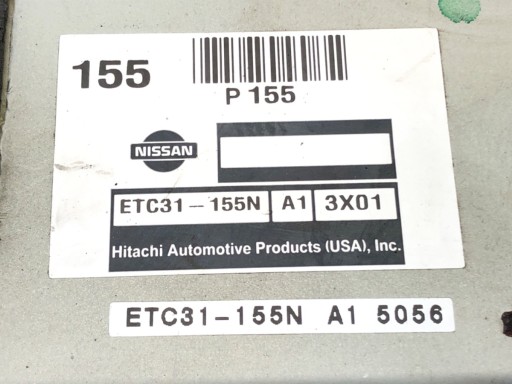 155
P 155
NISSAN
ETC31-155N A1 3X01
Hitachi Automotive Products (USA), Inc.
ETC31-155N A1 5056